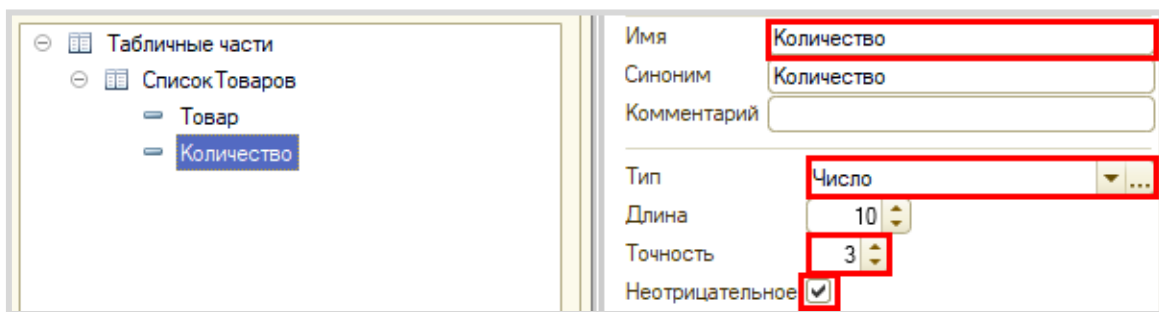 Табличные части
СписокТоваров
Товар
Количество
Имя Количество
Синоним Количество
Комментарий
Тип Число ...
Длина 10
Точность 3
Неотрицательное